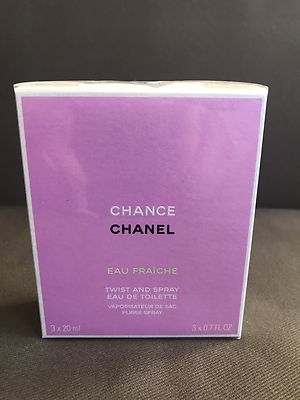 CHANCE
CHANEL
EAU FRAÎCHE
TWIST AND SPRAY
EAU DE TOILETTE
VAPORISATEUR DE SAC
PURSE SPRAY
3 x 20 ml 3 x 0.7 FL. OZ